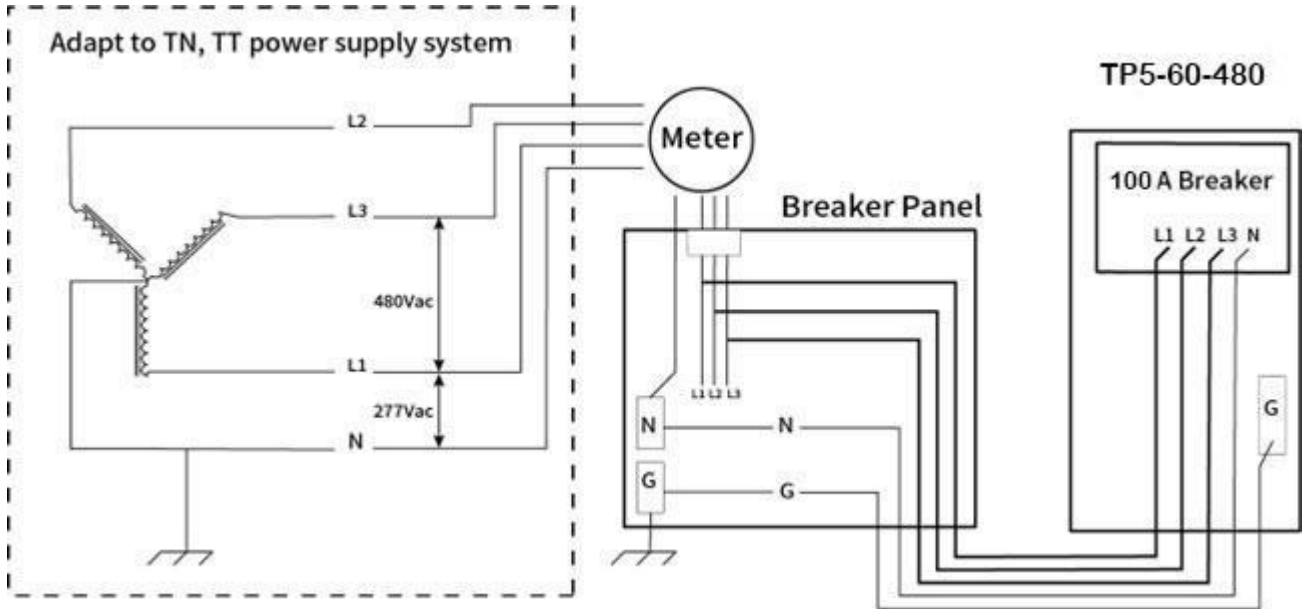 Adapt to TN, TT power supply system
L2
L3
480Vac
L1
277Vac
N
Meter
Breaker Panel
L1 L2 L3
N
N
G
G
TP5-60-480
100 A Breaker
L1 L2 L3 N
G